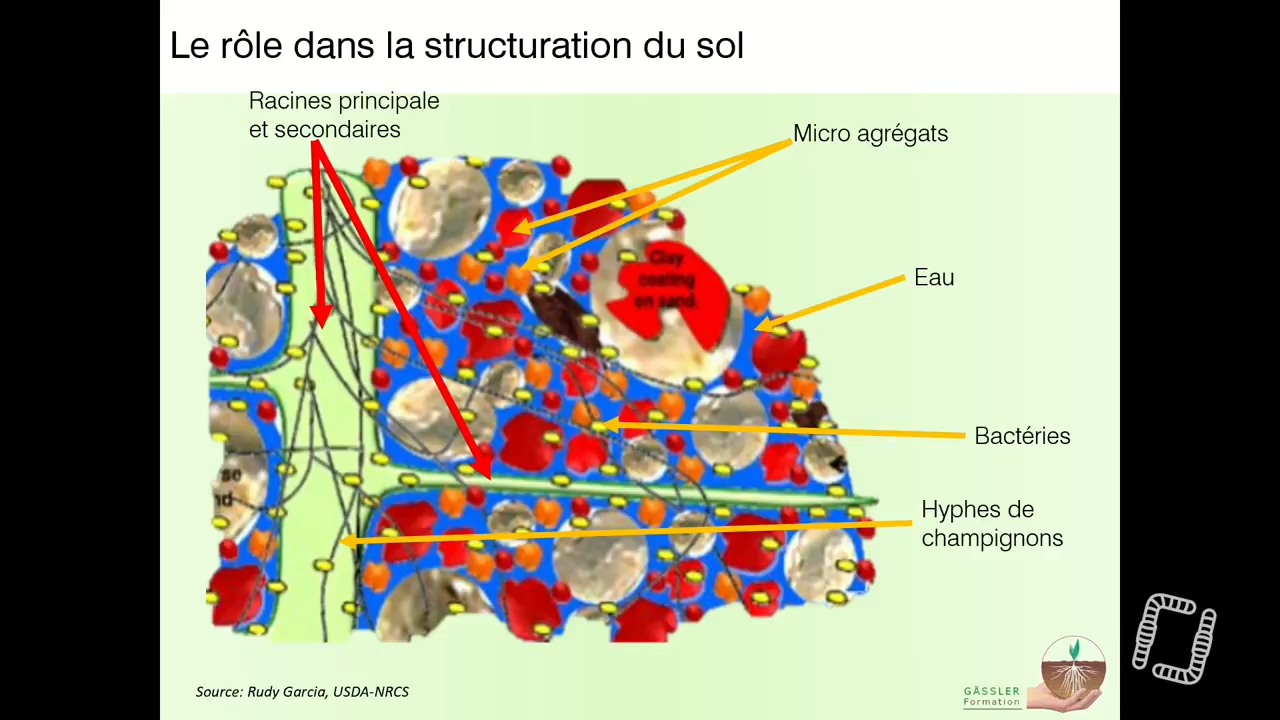 Le rôle dans la structuration du sol
Racines principale
et secondaires
Micro agrégats
Clay
coating
on sand
Eau
Bactéries
Hyphes de
champignons
Source: Rudy Garcia, USDA-NRCS
GÄSSLER
Formation